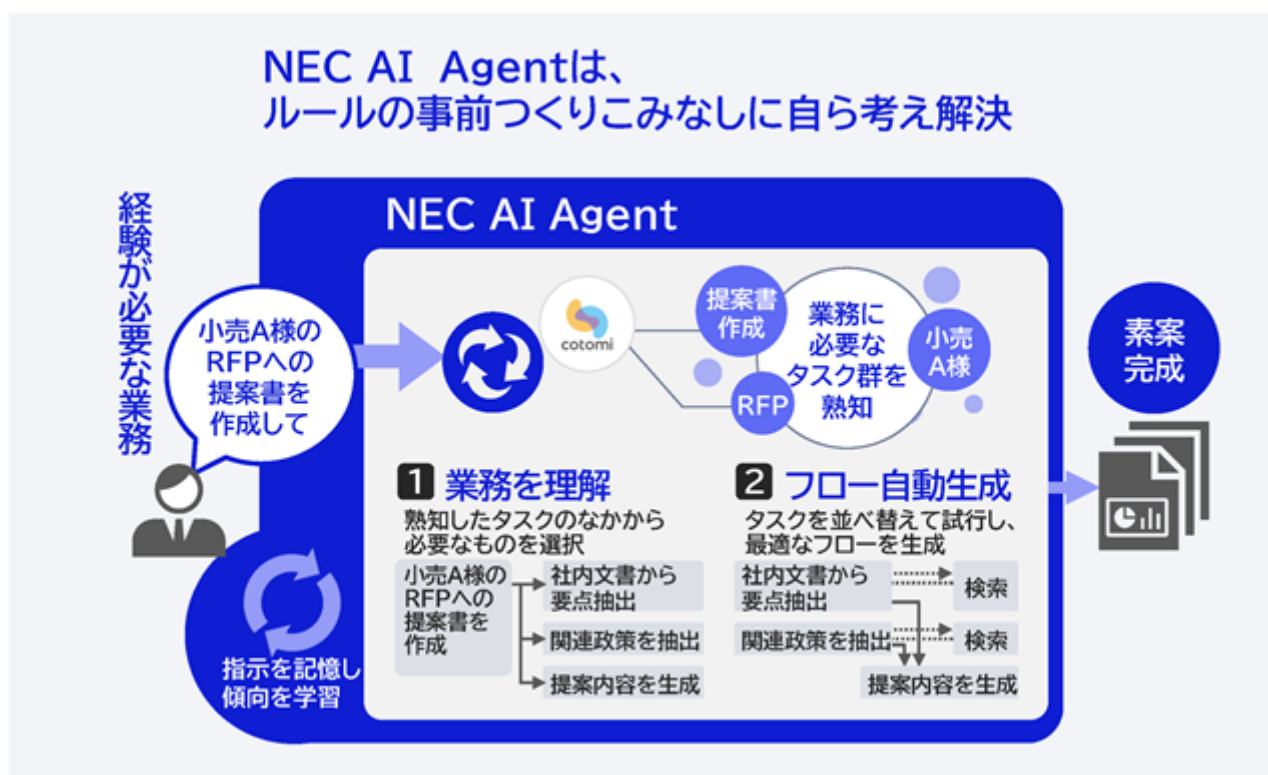 NEC AI Agentは、
ルールの事前つくりこみなしに自ら考え解決
経験が必要な業務
小売A様の
RFPへの
提案書を
作成して
指示を記憶し
傾向を学習
NEC AI Agent
cotomi
提案書
作成
RFP
業務に
必要な
タスク群を
熟知
小売
A様
1 業務を理解
熟知したタスクのなかから
必要なものを選択
小売A様の
RFPへの
提案書を
作成
社内文書から
要点抽出
関連政策を抽出
提案内容を生成
2 フロー自動生成
タスクを並べ替えて試行し、
最適なフローを生成
社内文書から
要点抽出
検索
関連政策を抽出
検索
提案内容を生成
素案
完成